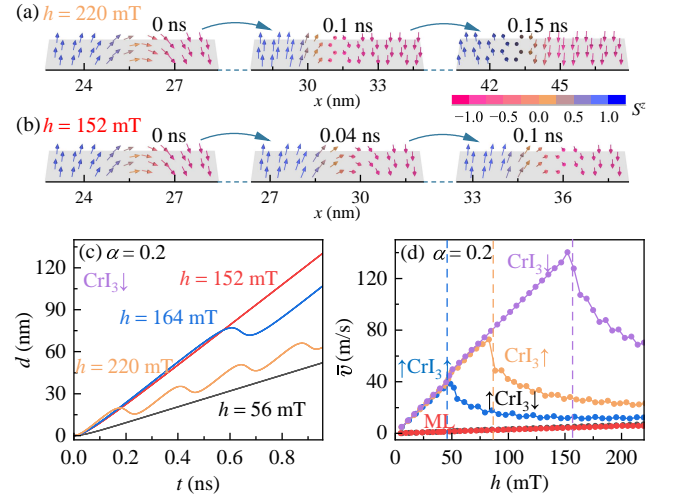 (a) h = 220 mT 0 ns 0.1 ns 0.15 ns
24 27 30 33 42 45
x (nm)
−1.0 −0.5 0.0 0.5 1.0 Sᶻ
(b) h = 152 mT 0 ns 0.04 ns 0.1 ns
24 27 27 30 32 33 36
x (nm)
(c) α = 0.2
CrI₃↓
h = 152 mT
h = 164 mT
h = 220 mT
h = 56 mT
120
90
60
30
0
d (nm)
0.0 0.2 0.4 0.6 0.8
t (ns)
(d) α = 0.2
CrI₃↓
CrI₃↑
↑CrI₃↑
↑CrI₃↓
ML
120
80
40
0
v̅ (m/s)
0 50 100 150 200
h (mT)